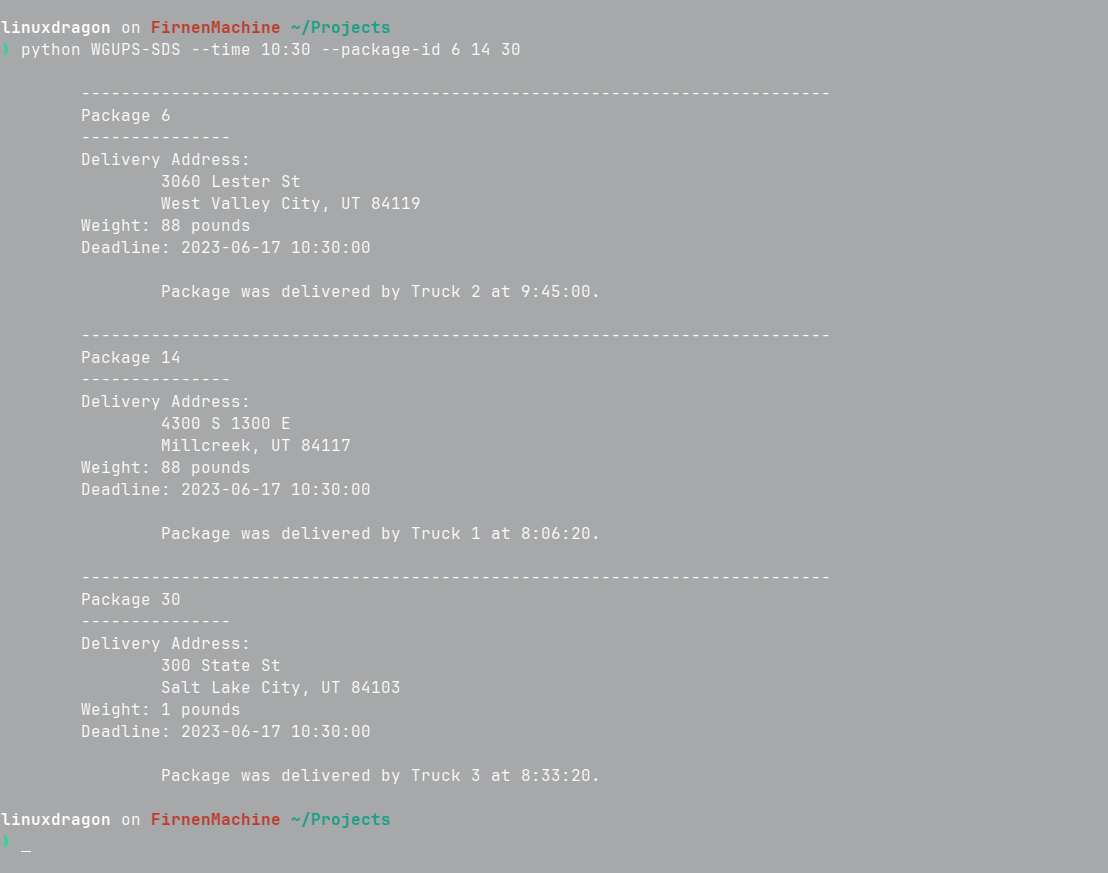 linuxdragon on FirnenMachine ~/Projects
❯ python WGUPS-SDS --time 10:30 --package-id 6 14 30
---------------------------------------------------------------------------
Package 6
---------------
Delivery Address:
3060 Lester St
West Valley City, UT 84119
Weight: 88 pounds
Deadline: 2023-06-17 10:30:00
Package was delivered by Truck 2 at 9:45:00.
---------------------------------------------------------------------------
Package 14
---------------
Delivery Address:
4300 S 1300 E
Millcreek, UT 84117
Weight: 88 pounds
Deadline: 2023-06-17 10:30:00
Package was delivered by Truck 1 at 8:06:20.
---------------------------------------------------------------------------
Package 30
---------------
Delivery Address:
300 State St
Salt Lake City, UT 84103
Weight: 1 pounds
Deadline: 2023-06-17 10:30:00
Package was delivered by Truck 3 at 8:33:20.
linuxdragon on FirnenMachine ~/Projects
❯ _